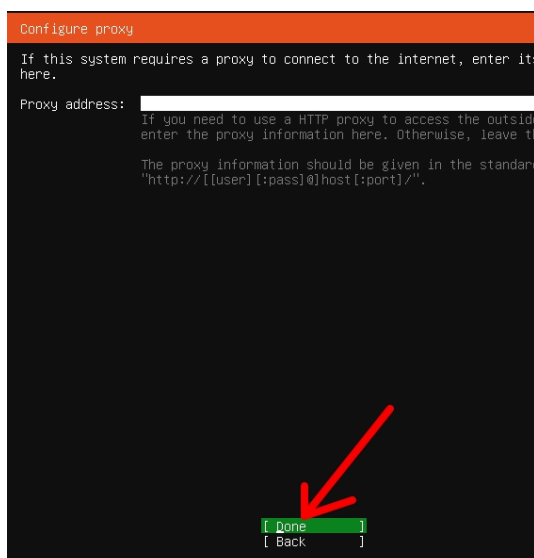 Configure proxy
If this system requires a proxy to connect to the internet, enter its
here.
Proxy address:
If you need to use a HTTP proxy to access the outside
enter the proxy information here. Otherwise, leave
The proxy information should be given in the standard
"http://[[user][:pass]@]host[:port]/".
[ Done ]
[ Back ]